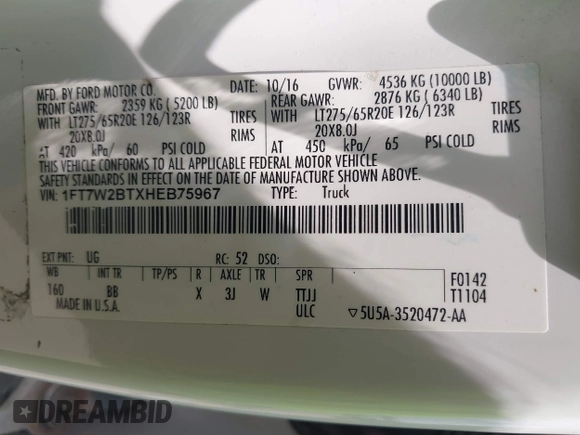 MFD. BY FORD MOTOR CO. DATE: 10/16 GVWR: 4536 KG (10000 LB)
FRONT GAWR: 2359 KG ( 5200 LB) REAR GAWR: 2876 KG ( 6340 LB)
WITH LT275/65R20E 126/123R TIRES WITH LT275/65R20E 126/123R TIRES
20X8.0J RIMS 20X8.0J RIMS
AT 420 kPa/ 60 PSI COLD AT 450 kPa/ 65 PSI COLD
THIS VEHICLE CONFORMS TO ALL APPLICABLE FEDERAL MOTOR VEHICLE
SAFETY STANDARDS IN EFFECT ON THE DATE OF MANUFACTURE SHOWN ABOVE.
VIN: 1FT7W2BTXHEB75967 TYPE: Truck
EXT PNT: UG RC: 52 DSO:
WB INT TR TP/PS R AXLE TR SPR F0142
160 BB X 3J W TTJJ T1104
MADE IN U.S.A. ULC ▽5U5A-3520472-AA
DREAMBID